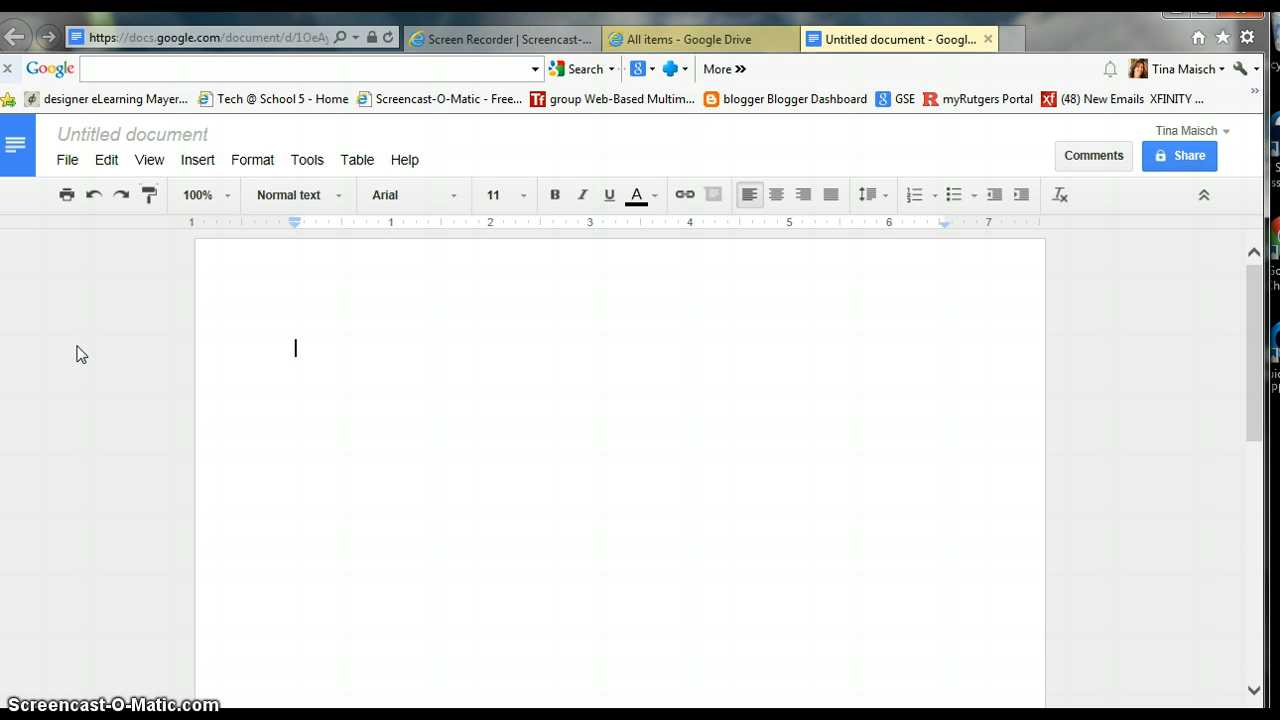 https://docs.google.com/document/d/1OeAy
Screen Recorder | Screencast-...
All items - Google Drive
Untitled document - Googl...
Google
Search
More »
Tina Maisch
designer eLearning Mayer...
Tech @ School 5 - Home
Screencast-O-Matic - Free...
group Web-Based Multim...
blogger Blogger Dashboard
GSE
myRutgers Portal
(48) New Emails XFINITY ...
Untitled document
Tina Maisch
File Edit View Insert Format Tools Table Help
Comments
Share
100% Normal text Arial 11 B I U A
1 1 2 3 4 5 6 7
Screencast-O-Matic.com